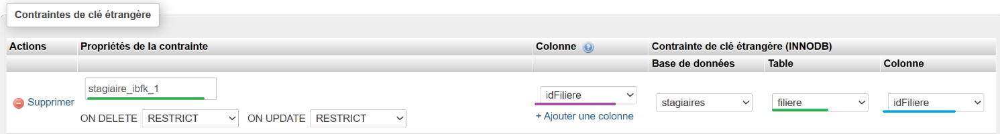 Contraintes de clé étrangère
Actions Propriétés de la contrainte Colonne Contrainte de clé étrangère (INNODB)
Base de données Table Colonne
stagiaire_ibfk_1
Supprimer idFiliere stagiaires filiere idFiliere
ON DELETE RESTRICT ON UPDATE RESTRICT + Ajouter une colonne